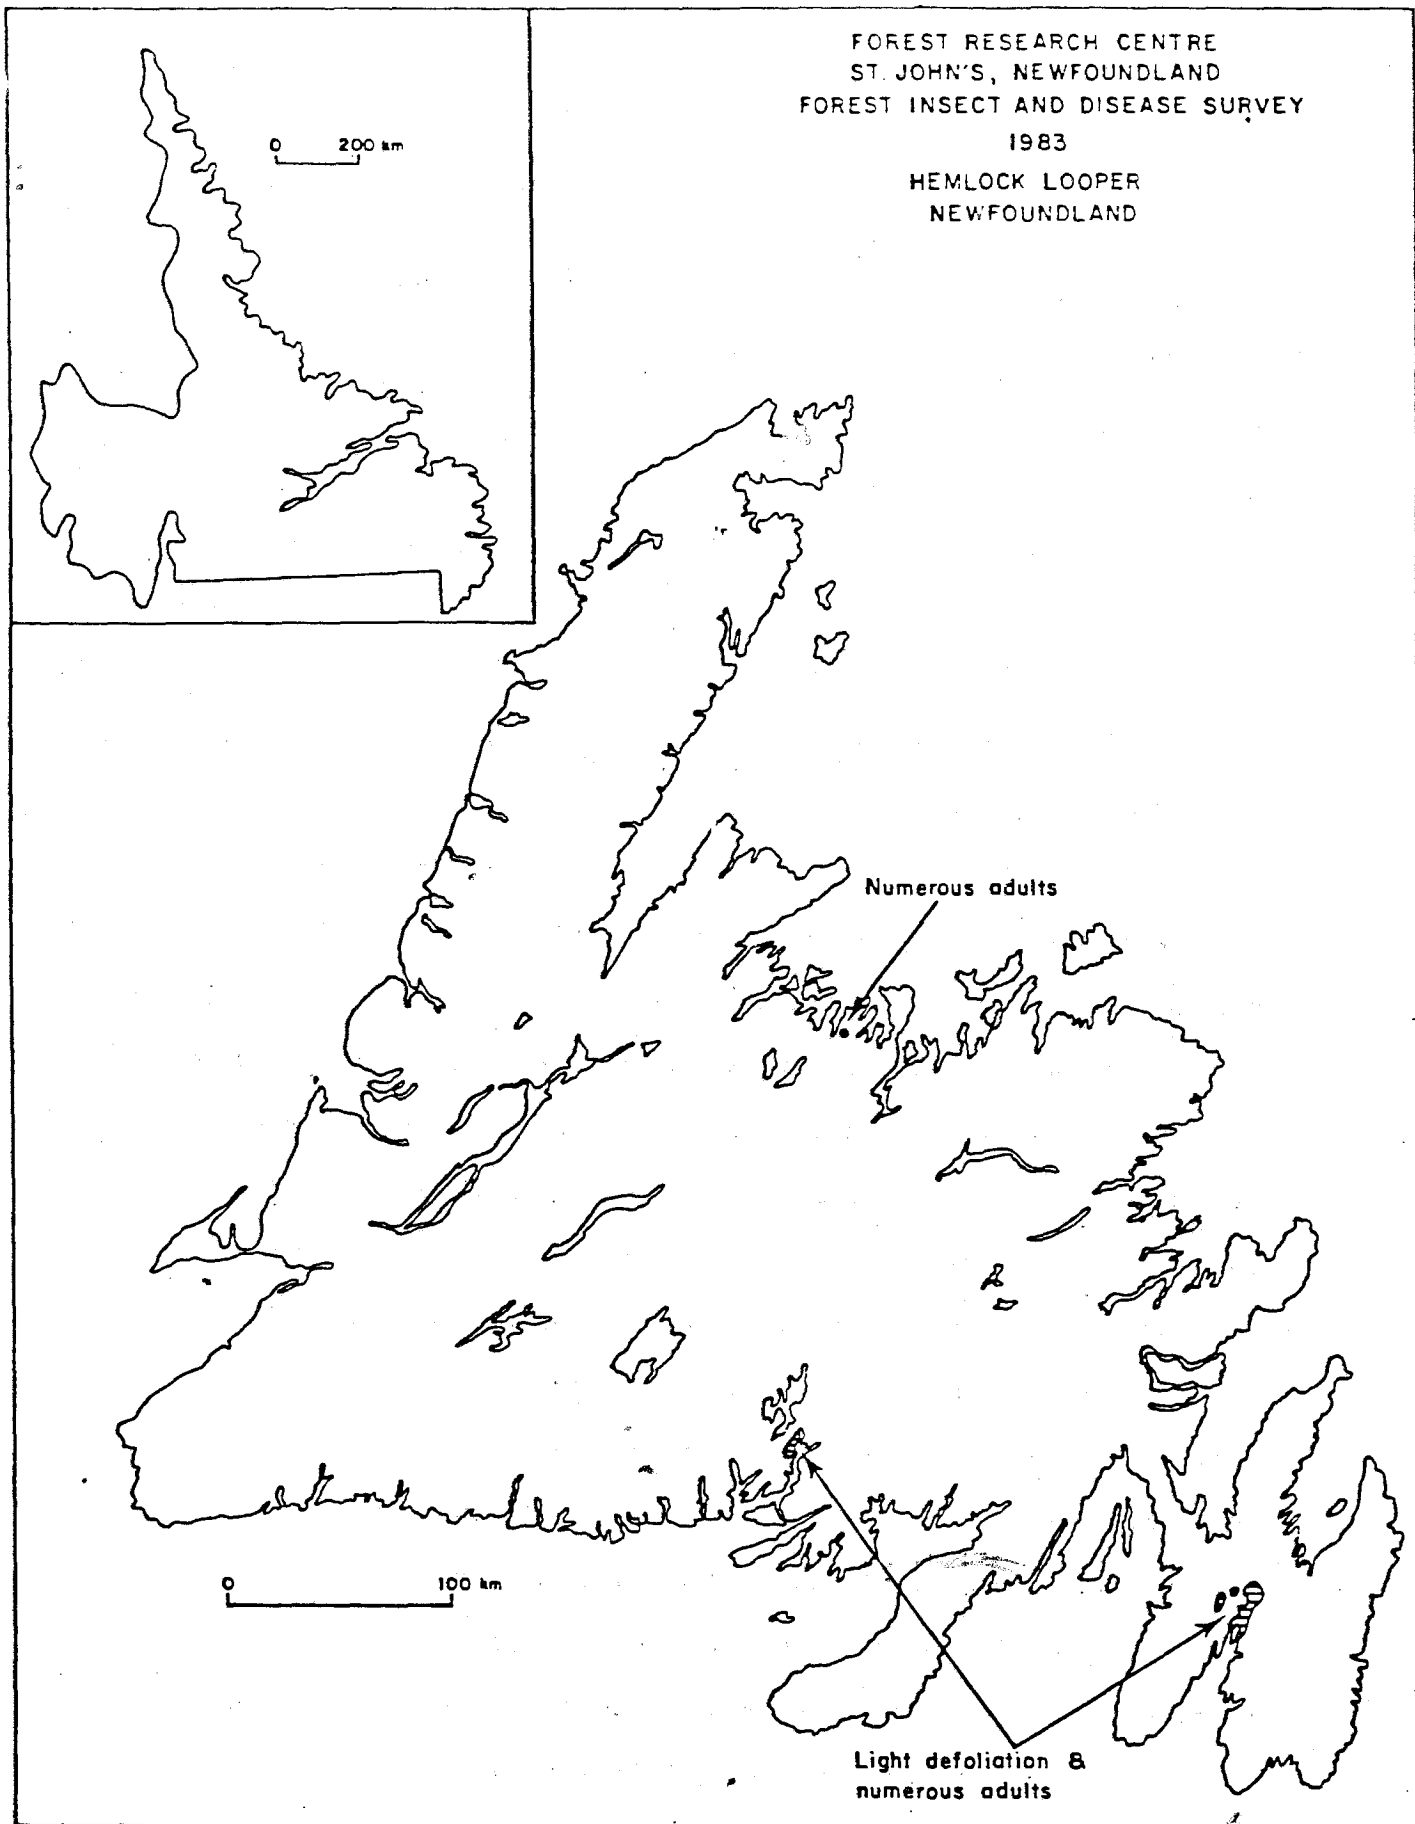 FOREST RESEARCH CENTRE
ST. JOHN'S, NEWFOUNDLAND
FOREST INSECT AND DISEASE SURVEY
1983
HEMLOCK LOOPER
NEWFOUNDLAND
0 200 km
Numerous adults
0 100 km
Light defoliation &
numerous adults